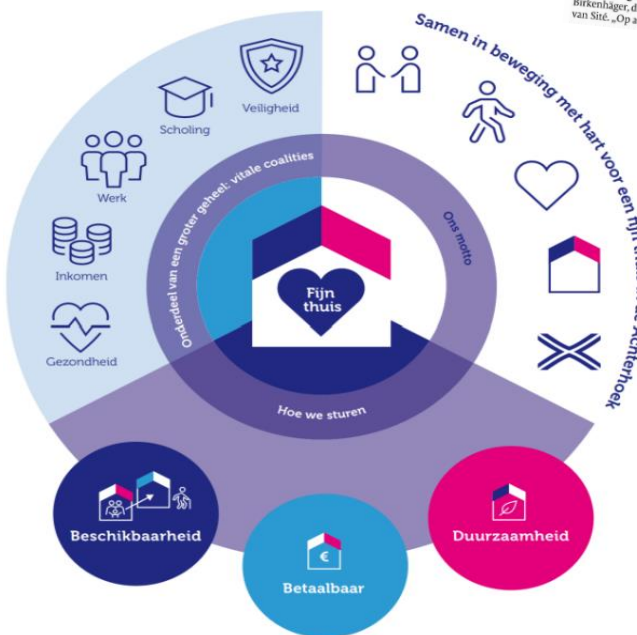 Birkenhäger, d
van Sité. „Op a
Samen in beweging met hart voor een fijn
Achterhoek
Veiligheid
Scholing
Werk
Inkomen
Gezondheid
Onderdeel van een groter geheel: vitale coalities
Ons motto
Fijn
thuis
Hoe we sturen
Beschikbaarheid
€
Betaalbaar
Duurzaamheid